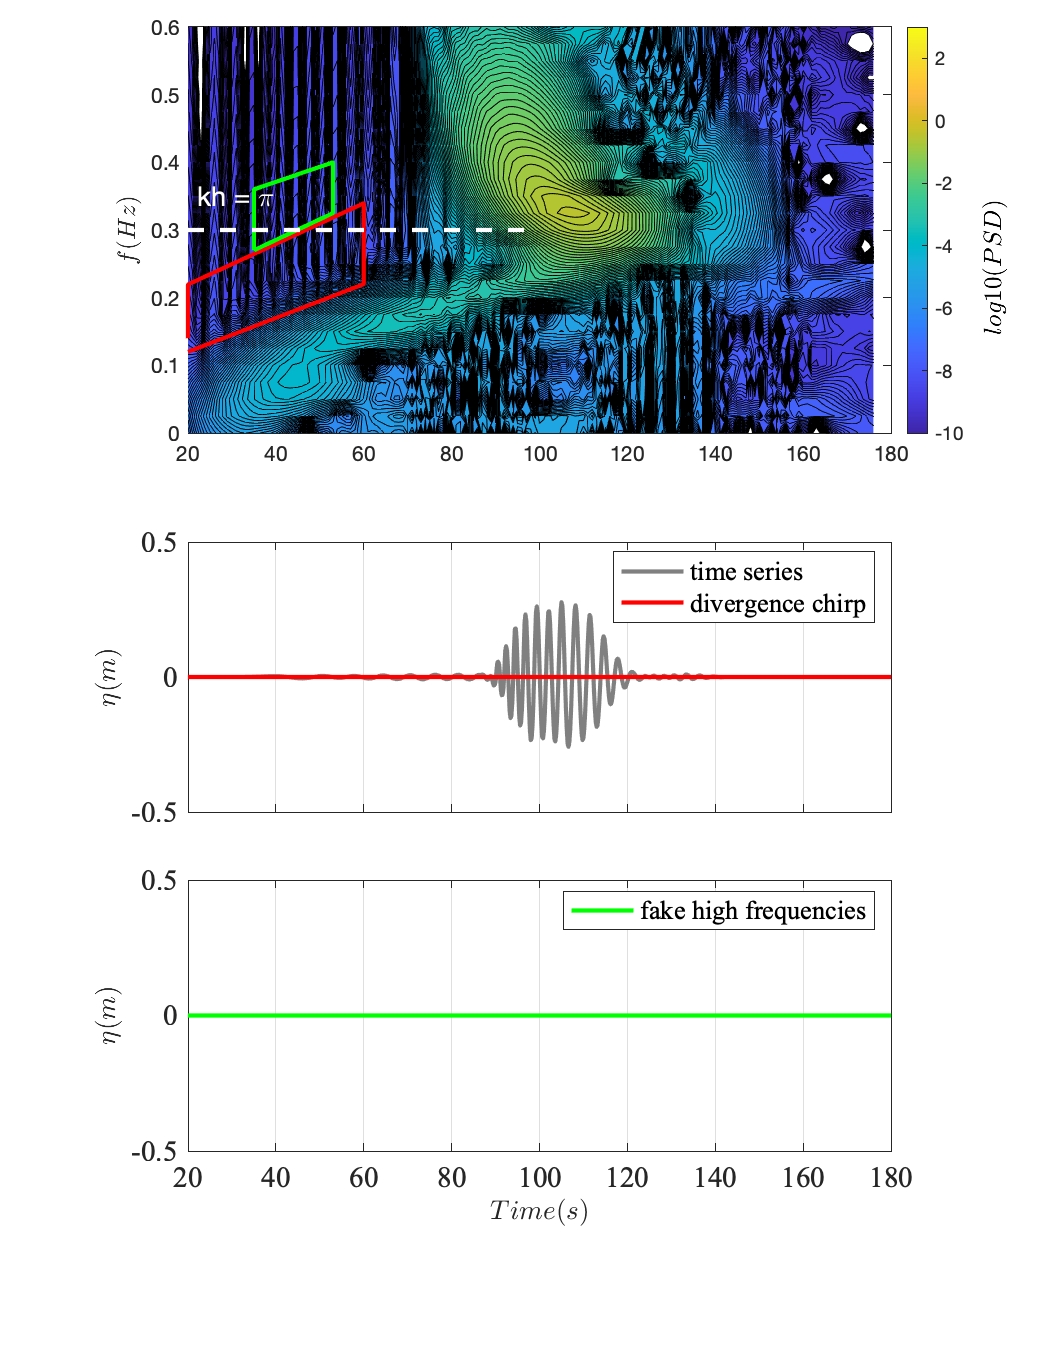 0.6
0.5
0.4
0.3
0.2
0.1
0
f(Hz)
kh = π
20 40 60 80 100 120 140 160 180
2
0
-2
-4
-6
-8
-10
log10(PSD)
0.5
0
-0.5
η(m)
time series
divergence chirp
0.5
0
-0.5
η(m)
fake high frequencies
20 40 60 80 100 120 140 160 180
Time(s)